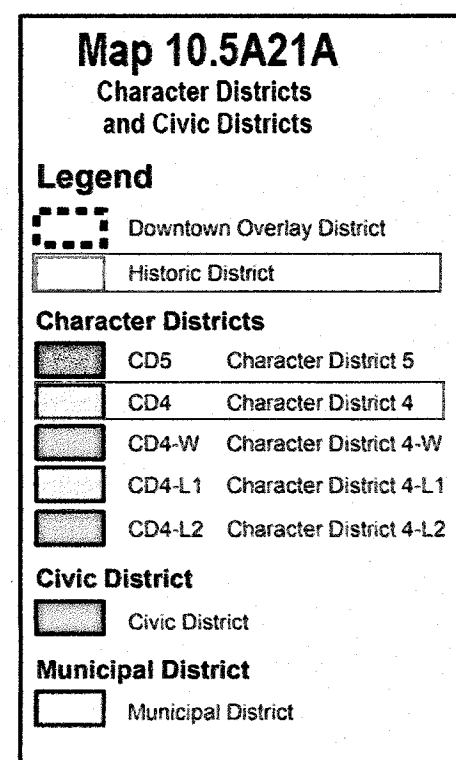 Map 10.5A21A
Character Districts
and Civic Districts
Legend
Downtown Overlay District
Historic District
Character Districts
CD5 Character District 5
CD4 Character District 4
CD4-W Character District 4-W
CD4-L1 Character District 4-L1
CD4-L2 Character District 4-L2
Civic District
Civic District
Municipal District
Municipal District